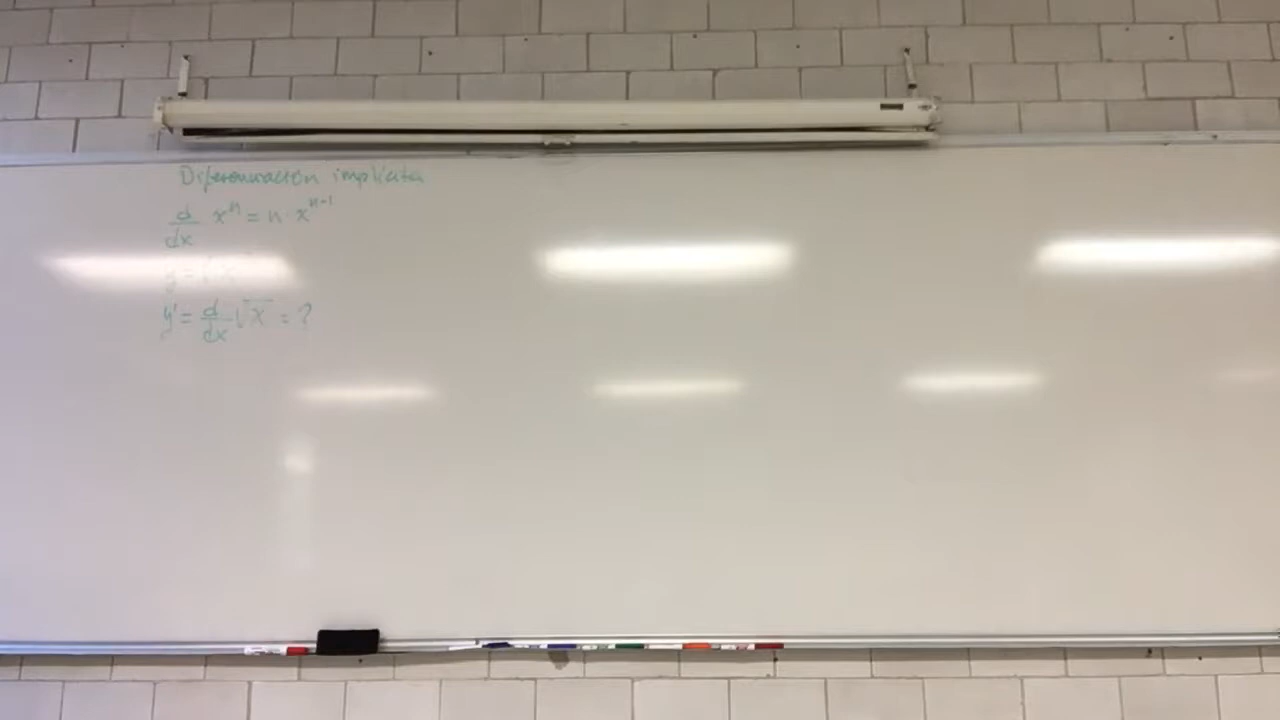 Diferenciación implícita
d/dx x^n = n · x^{n-1}
y = √x
y' = d/dx √x = ?